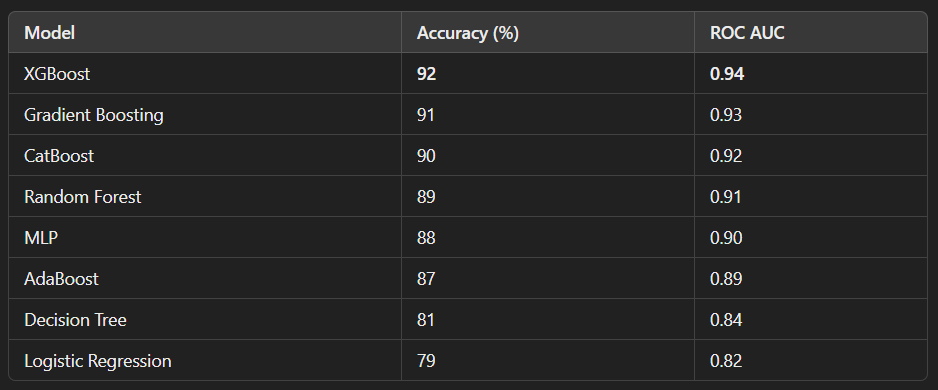 Model Accuracy (%) ROC AUC
XGBoost 92 0.94
Gradient Boosting 91 0.93
CatBoost 90 0.92
Random Forest 89 0.91
MLP 88 0.90
AdaBoost 87 0.89
Decision Tree 81 0.84
Logistic Regression 79 0.82